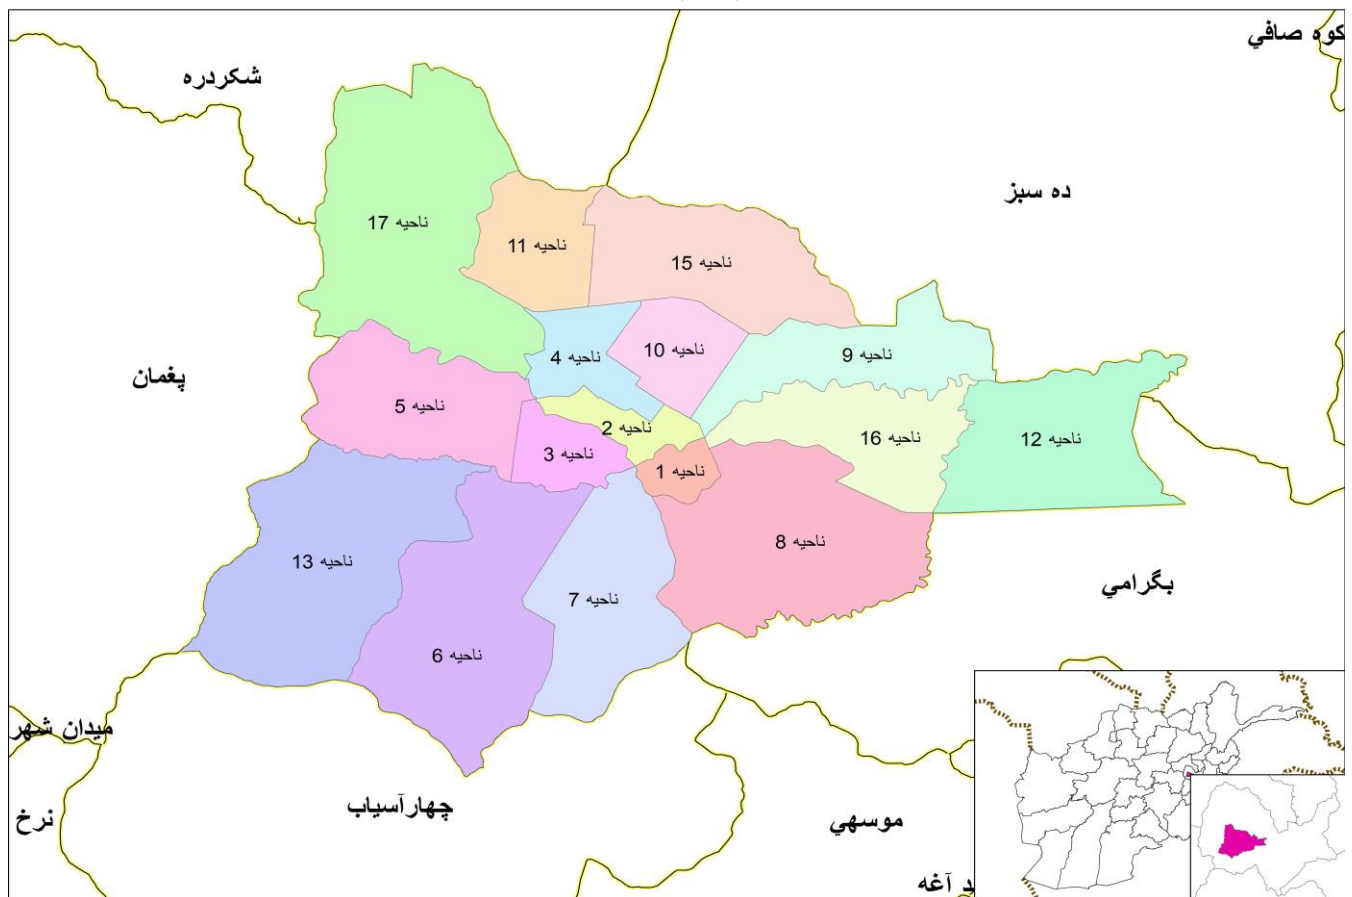 کوه صافي
شکردره
ده سبز
ناحیه 17
ناحیه 11
ناحیه 15
ناحیه 4
ناحیه 10
ناحیه 9
پغمان
ناحیه 5
ناحیه 2
ناحیه 3
ناحیه 1
ناحیه 16
ناحیه 12
ناحیه 8
ناحیه 13
ناحیه 7
ناحیه 6
بگرامي
میدان شهر
چهارآسیاب
نرخ
موسهي
آغه